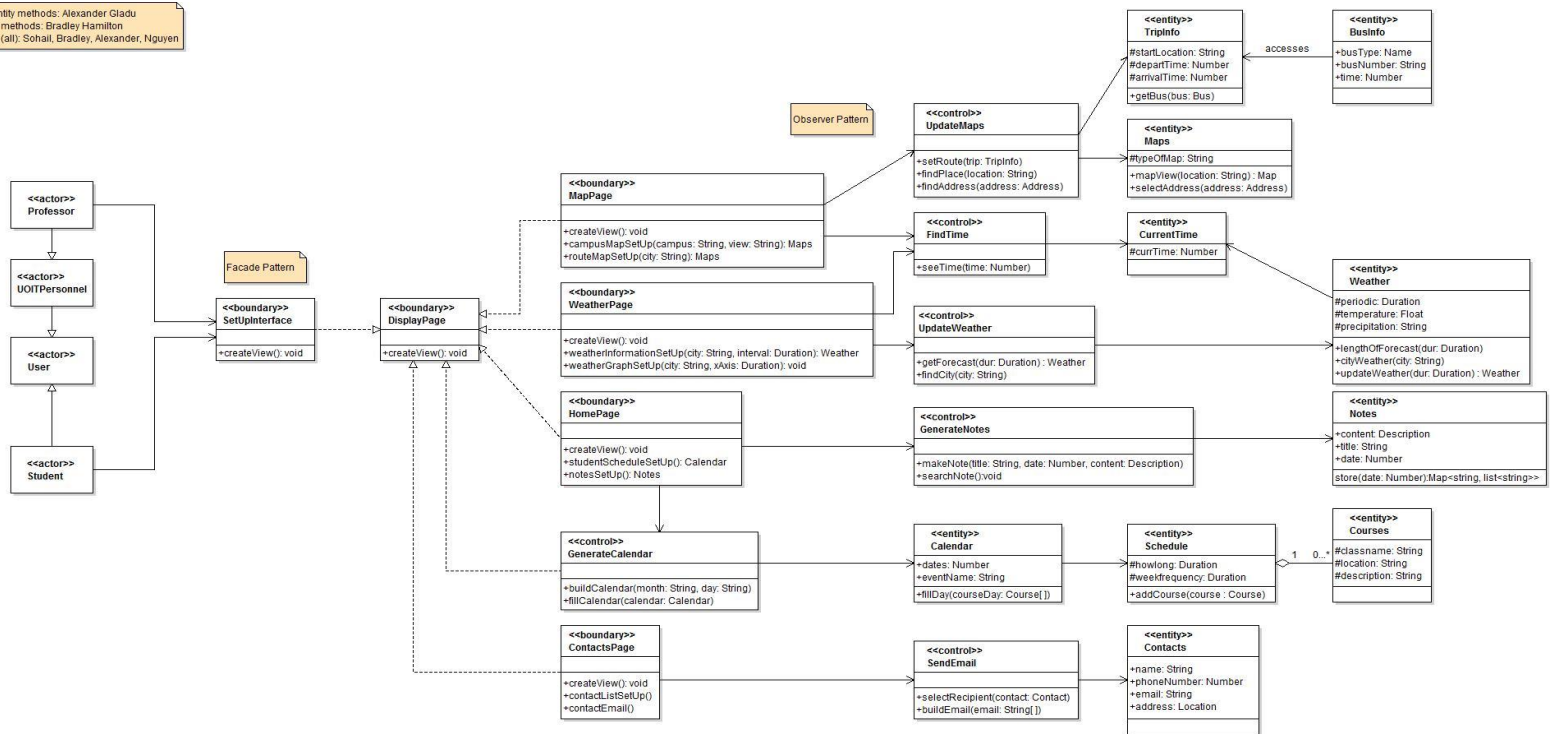 ntity methods: Alexander Gladu
methods: Bradley Hamilton
(all): Sohail, Bradley, Alexander, Nguyen
<<actor>>
Professor
<<actor>>
UOITPersonnel
<<actor>>
User
<<actor>>
Student
Facade Pattern
<<boundary>>
SetUpInterface
+createView(): void
<<boundary>>
DisplayPage
+createView(): void
<<boundary>>
MapPage
+createView(): void
+campusMapSetUp(campus: String, view: String): Maps
+routeMapSetUp(city: String): Maps
<<boundary>>
WeatherPage
+createView(): void
+weatherInformationSetUp(city: String, interval: Duration): Weather
+weatherGraphSetUp(city: String, xAxis: Duration): void
<<boundary>>
HomePage
+createView(): void
+studentScheduleSetUp(): Calendar
+notesSetUp(): Notes
<<control>>
GenerateCalendar
+buildCalendar(month: String, day: String)
+fillCalendar(calendar: Calendar)
<<boundary>>
ContactsPage
+createView(): void
+contactListSetUp()
+contactEmail()
Observer Pattern
<<control>>
UpdateMaps
+setRoute(trip: TripInfo)
+findPlace(location: String)
+findAddress(address: Address)
<<control>>
FindTime
+seeTime(time: Number)
<<control>>
UpdateWeather
+getForecast(dur: Duration) : Weather
+findCity(city: String)
<<control>>
GenerateNotes
+makeNote(title: String, date: Number, content: Description)
+searchNote():void
<<entity>>
Calendar
+dates: Number
+eventName: String
+fillDay(courseDay: Course[ ])
<<control>>
SendEmail
+selectRecipient(contact: Contact)
+buildEmail(email: String[ ])
<<entity>>
TripInfo
#startLocation: String
#departTime: Number
#arrivalTime: Number
+getBus(bus: Bus)
accesses
<<entity>>
BusInfo
+busType: Name
+busNumber: String
+time: Number
<<entity>>
Maps
#typeOfMap: String
+mapView(location: String) : Map
+selectAddress(address: Address)
<<entity>>
CurrentTime
#currTime: Number
<<entity>>
Weather
#periodic: Duration
#temperature: Float
#precipitation: String
+lengthOfForecast(dur: Duration)
+cityWeather(city: String)
+updateWeather(dur: Duration) : Weather
<<entity>>
Notes
+content: Description
+title: String
+date: Number
store(date: Number):Map<string, list<string>>
<<entity>>
Schedule
#howlong: Duration
#weekfrequency: Duration
+addCourse(course : Course)
1 0...*
<<entity>>
Courses
#classname: String
#location: String
#description: String
<<entity>>
Contacts
+name: String
+phoneNumber: Number
+email: String
+address: Location